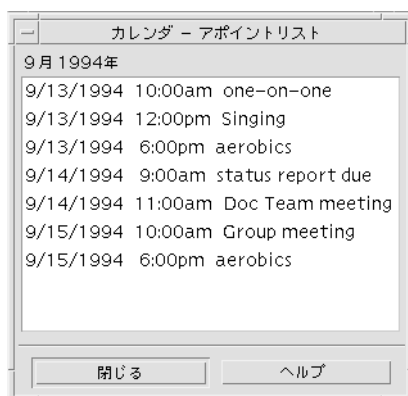 カレンダ － アポイントリスト
9月 1994年
9/13/1994 10:00am one-on-one
9/13/1994 12:00pm Singing
9/13/1994 6:00pm aerobics
9/14/1994 9:00am status report due
9/14/1994 11:00am Doc Team meeting
9/15/1994 10:00am Group meeting
9/15/1994 6:00pm aerobics
閉じる
ヘルプ